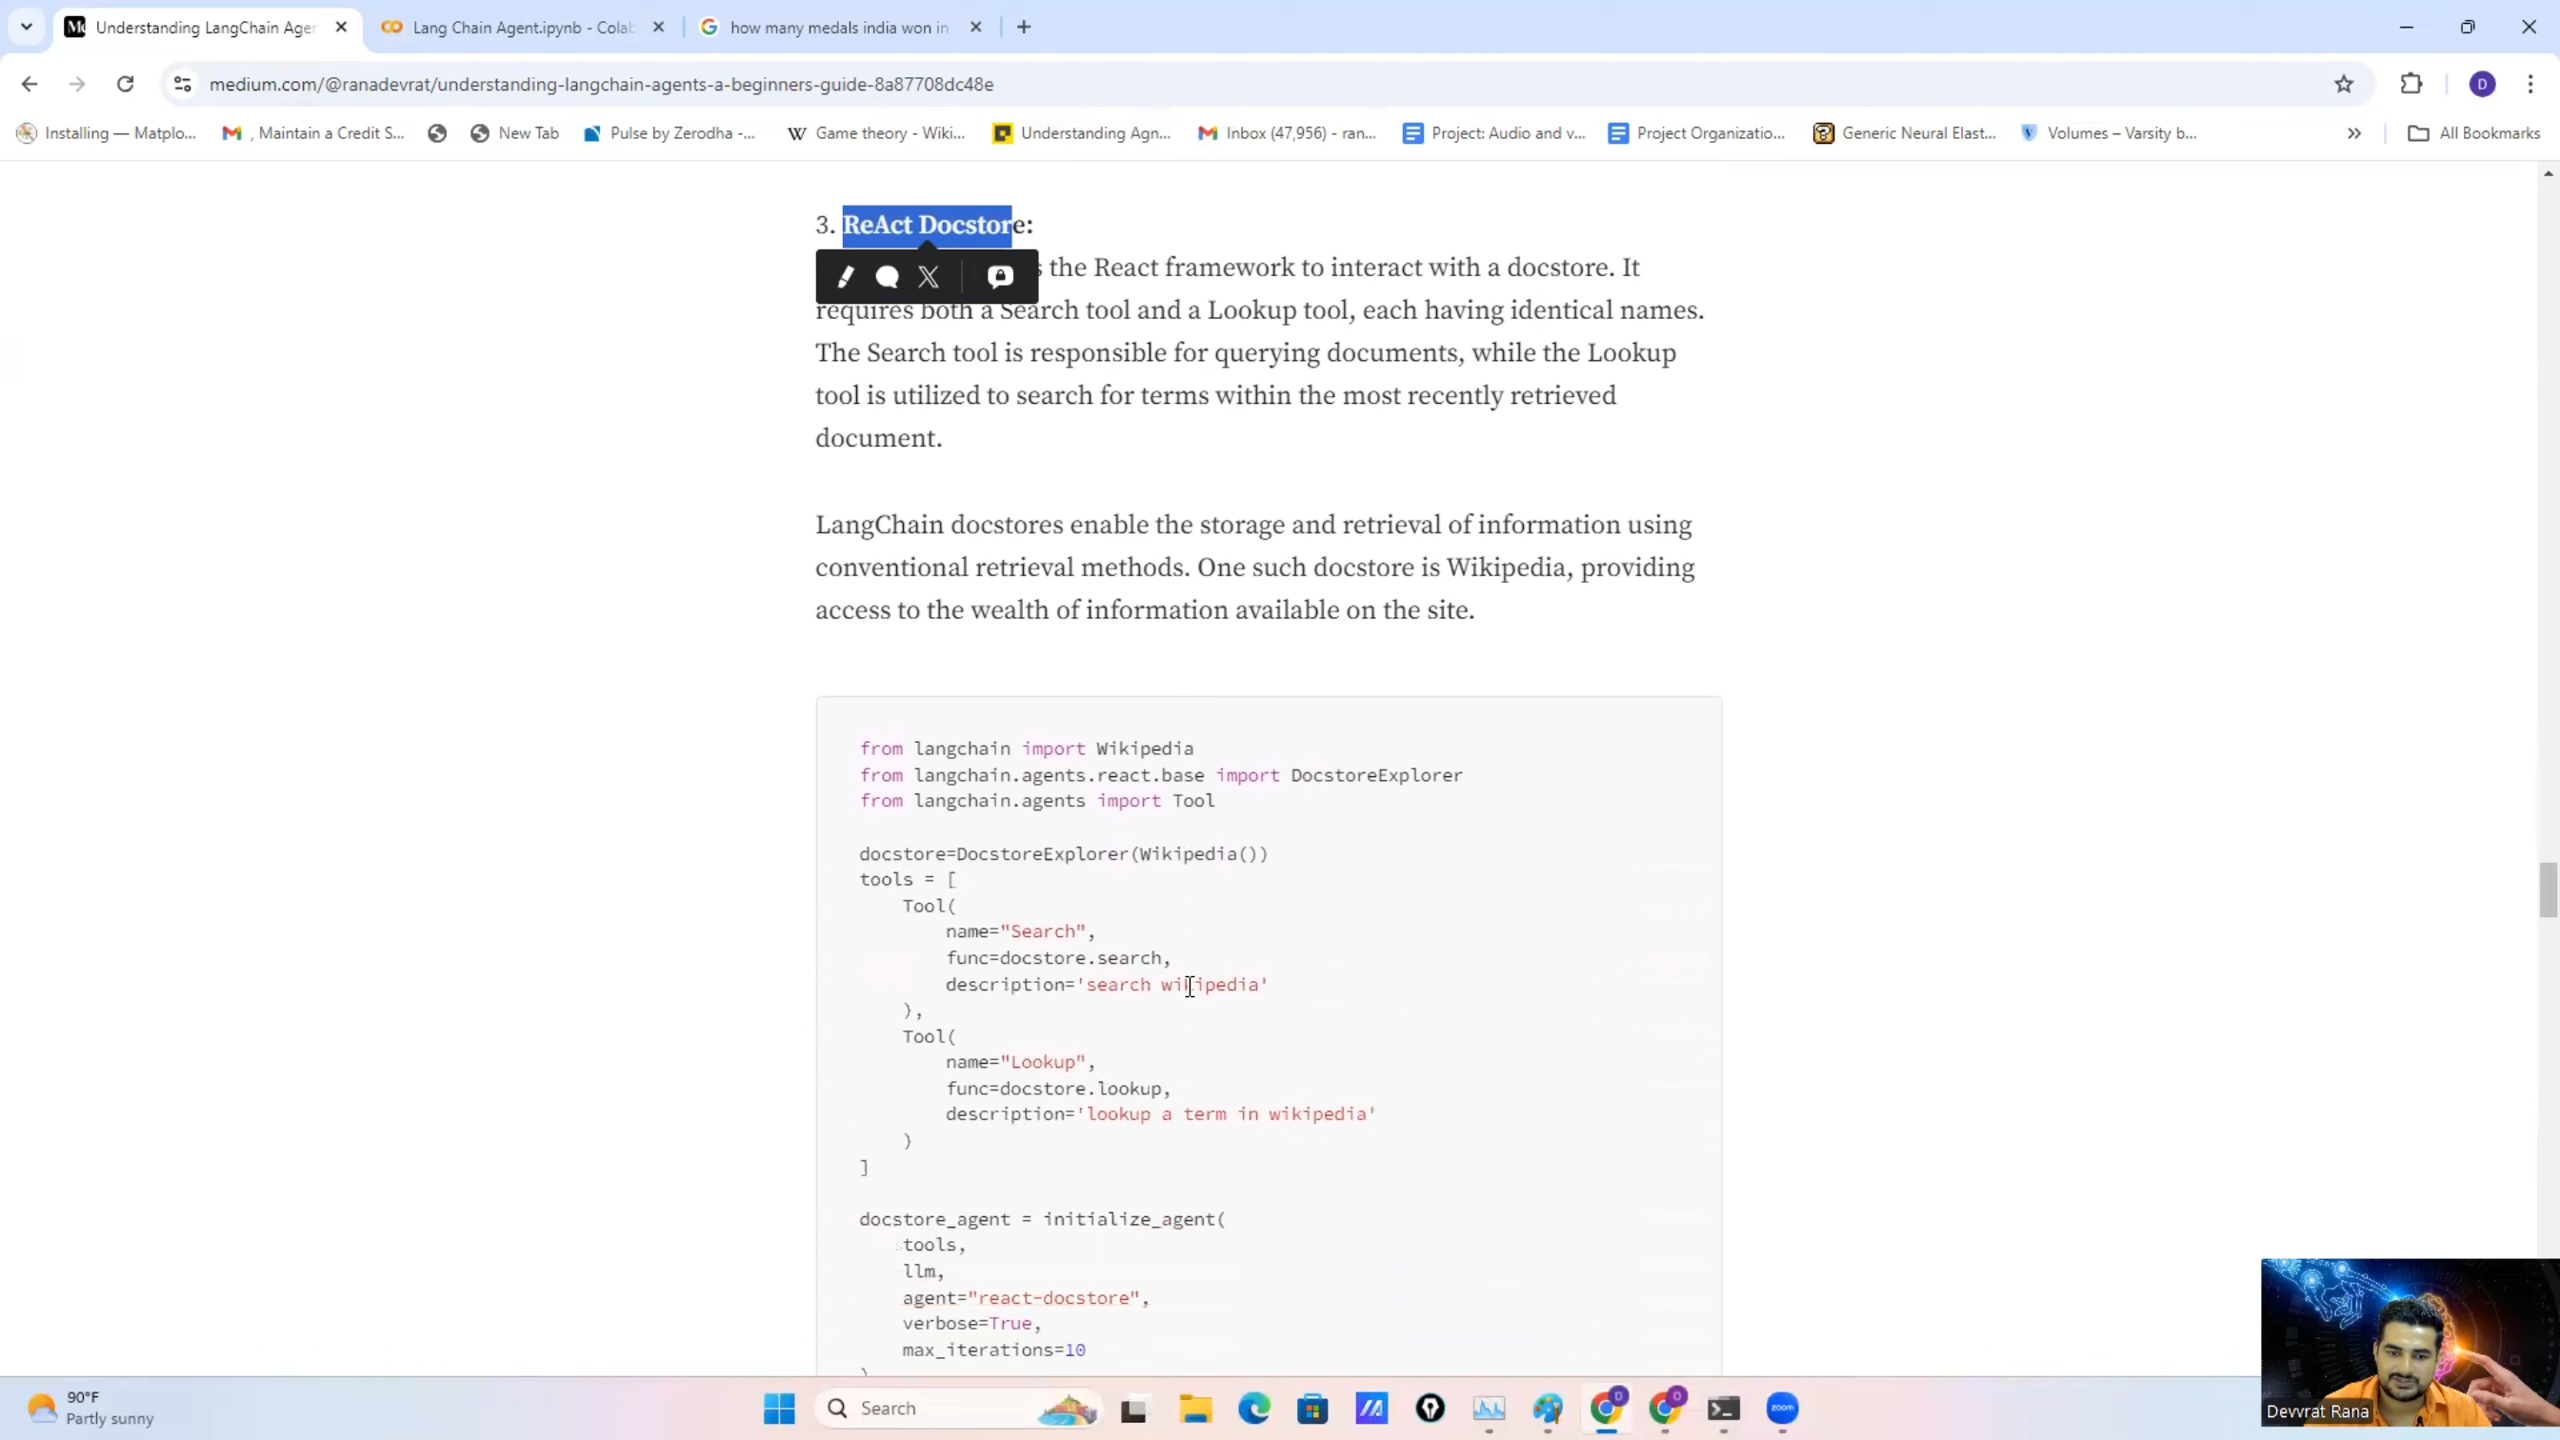 Understanding LangChain Ager
Lang Chain Agent.ipynb - Colab
how many medals india won in
medium.com/@ranadevrat/understanding-langchain-agents-a-beginners-guide-8a87708dc48e
D
Installing — Matplo...
, Maintain a Credit S...
New Tab
Pulse by Zerodha -...
Game theory - Wiki...
Understanding Agn...
Inbox (47,956) - ran...
Project: Audio and v...
Project Organizatio...
Generic Neural Elast...
Volumes – Varsity b...
All Bookmarks
3. ReAct Docstore:
the React framework to interact with a docstore. It
requires both a Search tool and a Lookup tool, each having identical names.
The Search tool is responsible for querying documents, while the Lookup
tool is utilized to search for terms within the most recently retrieved
document.
LangChain docstores enable the storage and retrieval of information using
conventional retrieval methods. One such docstore is Wikipedia, providing
access to the wealth of information available on the site.
from langchain import Wikipedia
from langchain.agents.react.base import DocstoreExplorer
from langchain.agents import Tool
docstore=DocstoreExplorer(Wikipedia())
tools = [
Tool(
name="Search",
func=docstore.search,
description='search wikipedia'
),
Tool(
name="Lookup",
func=docstore.lookup,
description='lookup a term in wikipedia'
)
]
docstore_agent = initialize_agent(
tools,
llm,
agent="react-docstore",
verbose=True,
max_iterations=10
90°F
Partly sunny
Search
zoom
Devvrat Rana